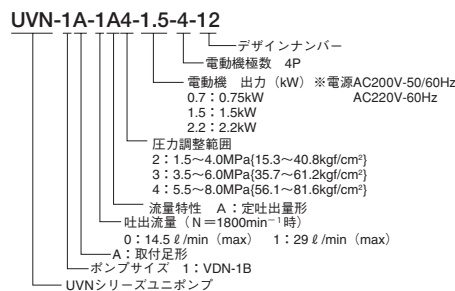 UVN-1A-1A4-1.5-4-12
デザインナンバー
電動機極数 4P
電動機 出力（kW）※電源AC200V-50/60Hz
0.7：0.75kW AC220V-60Hz
1.5：1.5kW
2.2：2.2kW
圧力調整範囲
2：1.5～4.0MPa{15.3～40.8kgf/cm²}
3：3.5～6.0MPa{35.7～61.2kgf/cm²}
4：5.5～8.0MPa{56.1～81.6kgf/cm²}
流量特性 A：定吐出量形
吐出流量（N＝1800min⁻¹時）
0：14.5ℓ/min（max） 1：29ℓ/min（max）
A：取付足形
ポンプサイズ 1：VDN-1B
UVNシリーズユニポンプ